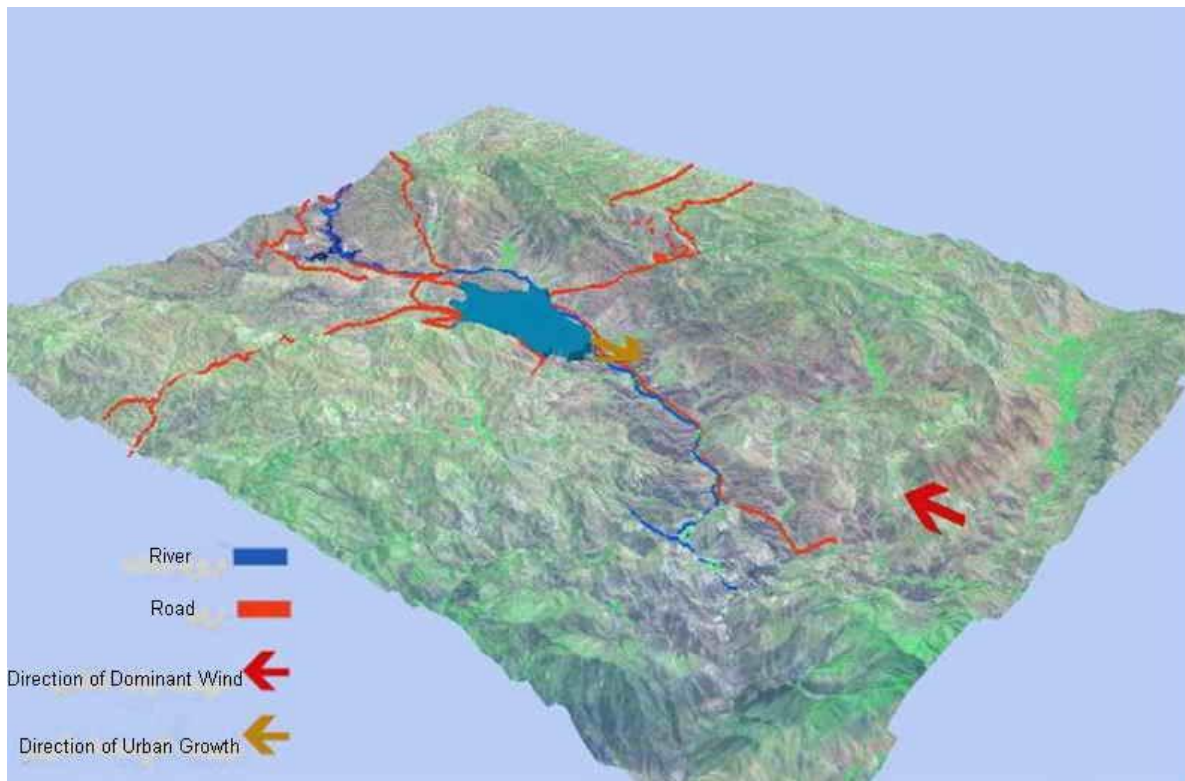 River
Road
Direction of Dominant Wind
Direction of Urban Growth